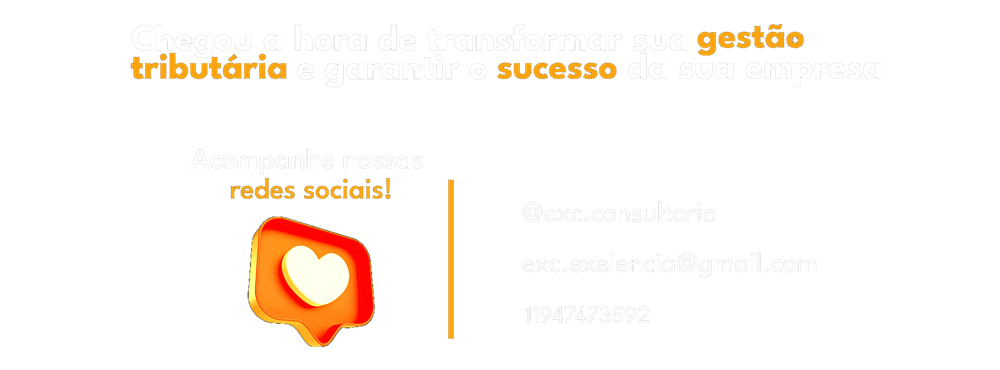 Chegou a hora de transformar sua gestão
tributária e garantir o sucesso da sua empresa
Acompanhe nossas
redes sociais!
@exc.consultoria
exc.exelencia@gmail.com
11947473592